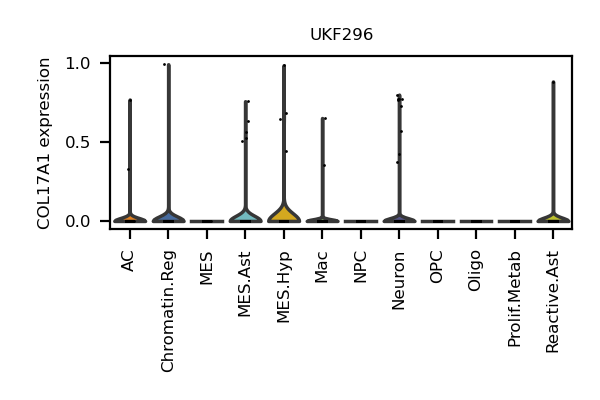 UKF296
COL17A1 expression
1.0
0.5
0.0
AC
Chromatin.Reg
MES
MES.Ast
MES.Hyp
Mac
NPC
Neuron
OPC
Oligo
Prolif.Metab
Reactive.Ast